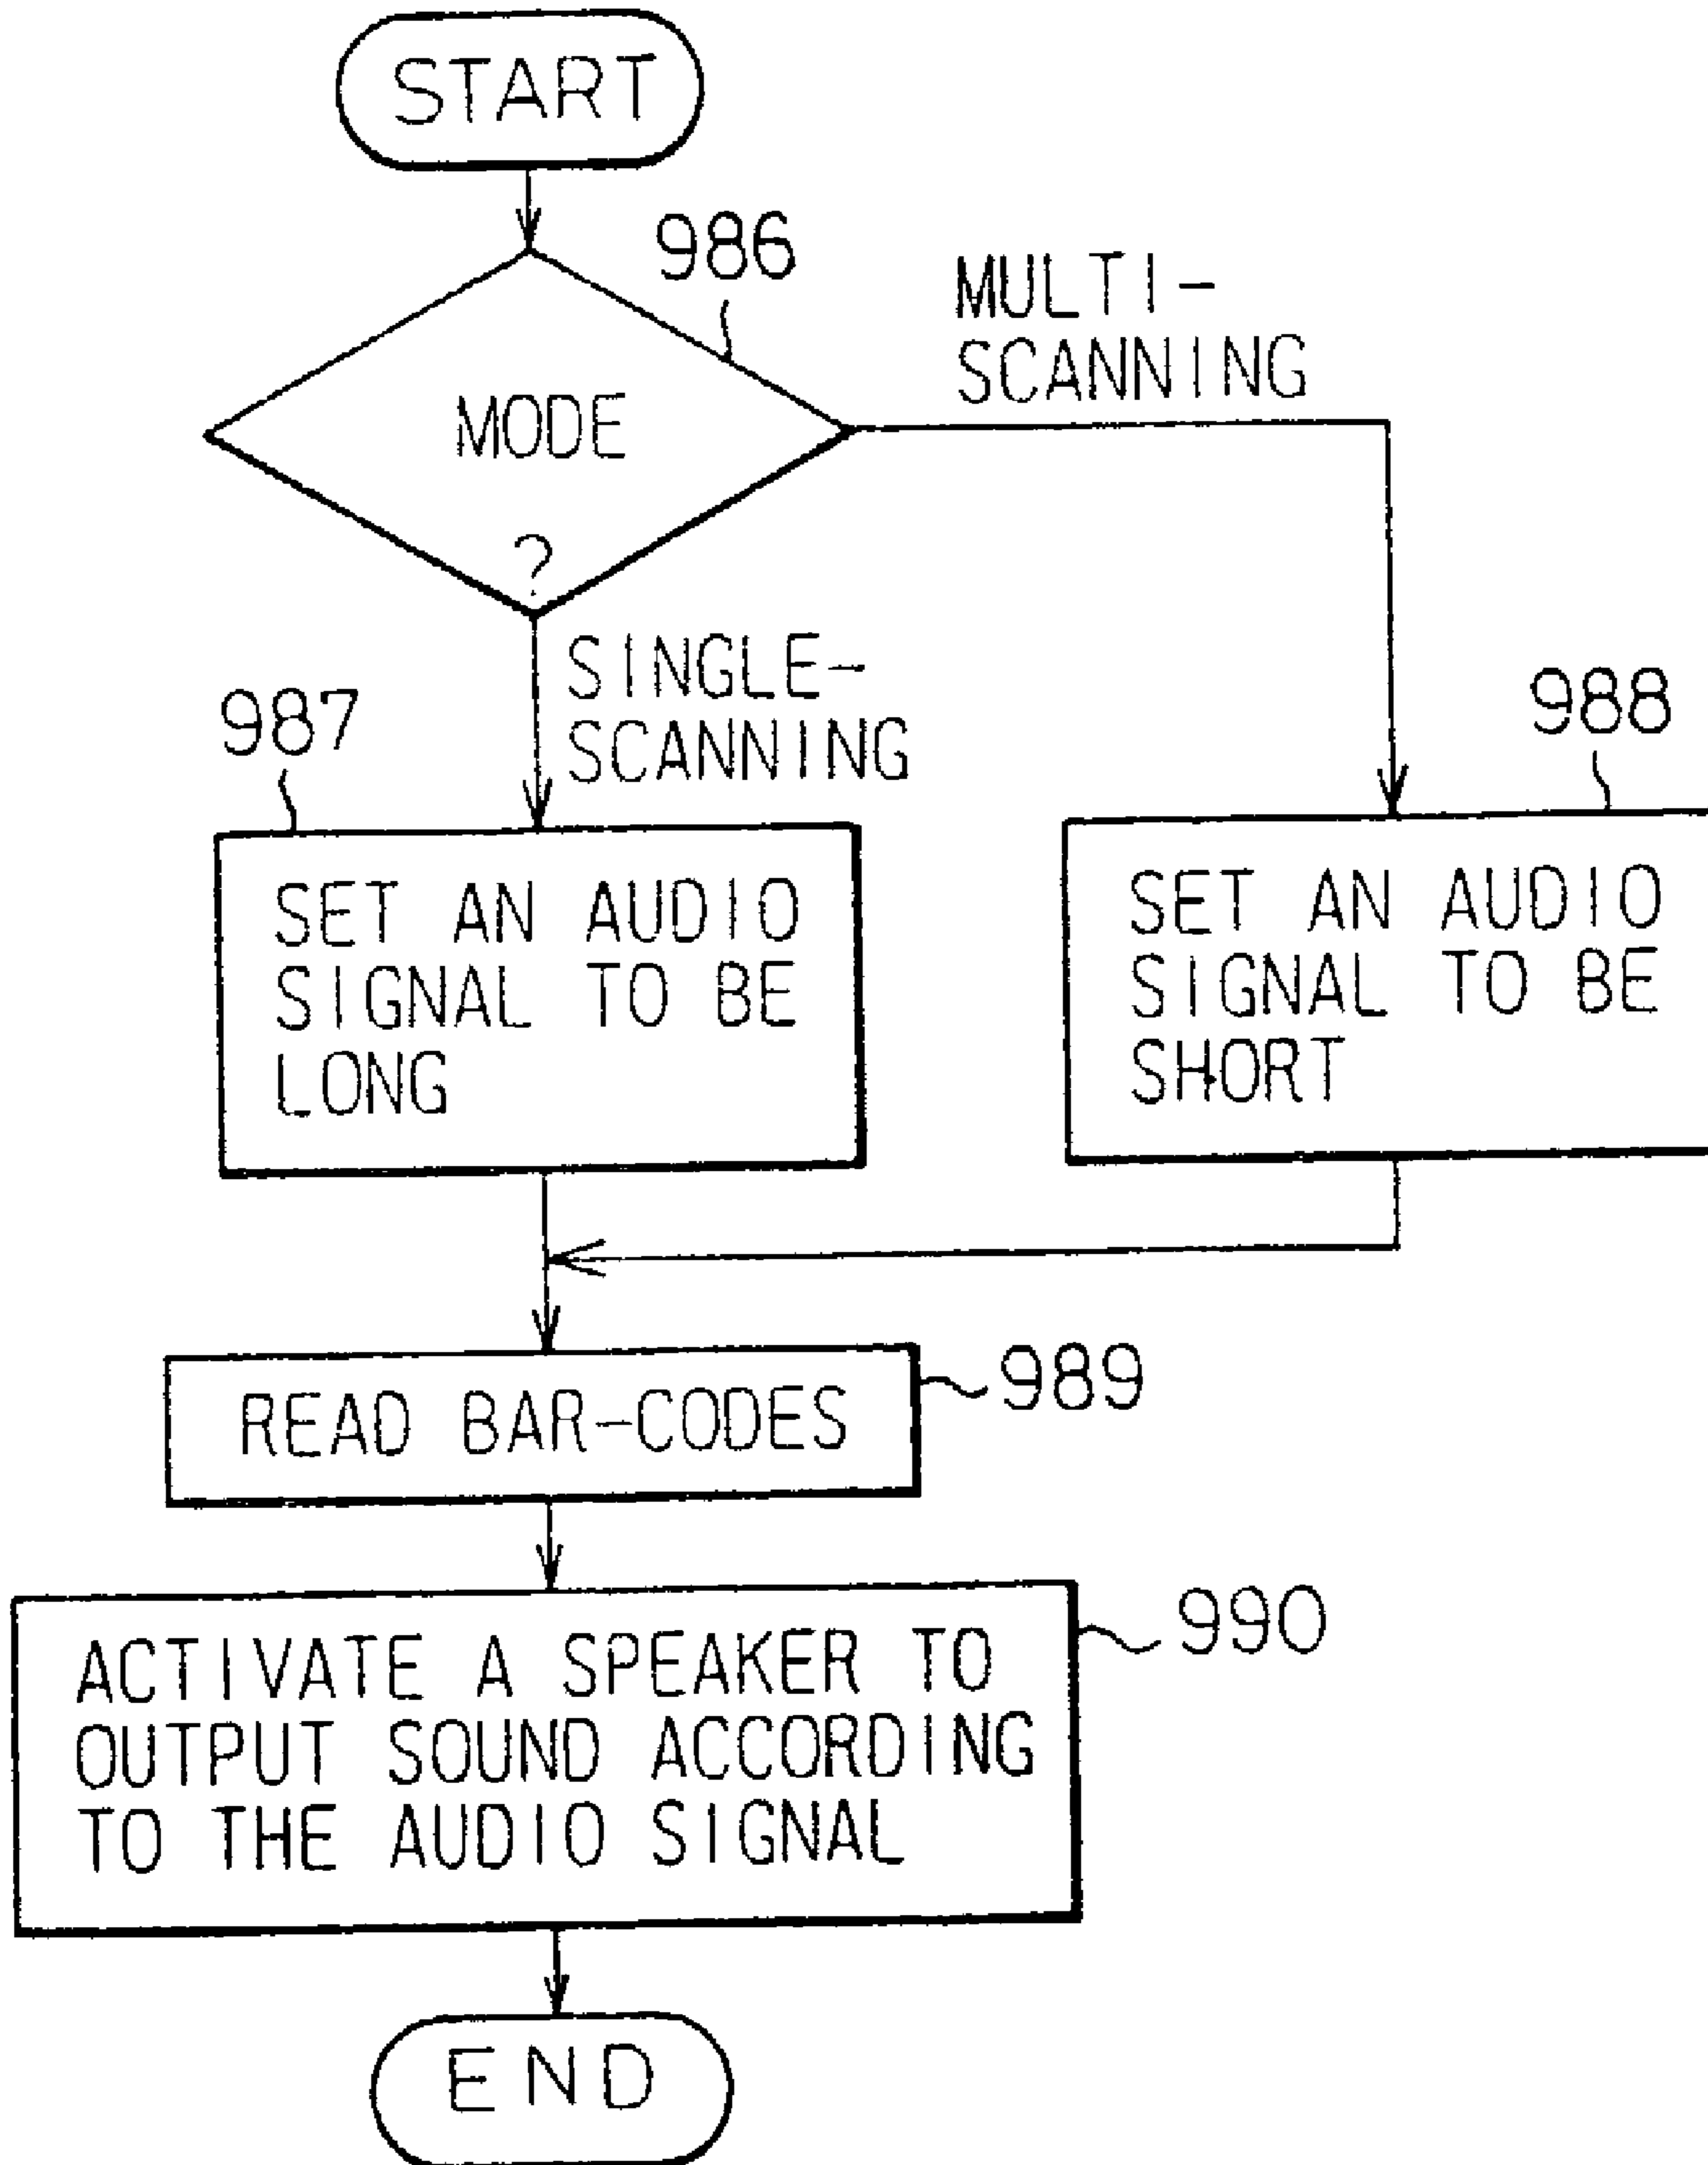 START
986
MODE
?
MULTI-
SCANNING
SINGLE-
SCANNING
987
SET AN AUDIO
SIGNAL TO BE
LONG
988
SET AN AUDIO
SIGNAL TO BE
SHORT
READ BAR-CODES
989
ACTIVATE A SPEAKER TO
OUTPUT SOUND ACCORDING
TO THE AUDIO SIGNAL
990
END